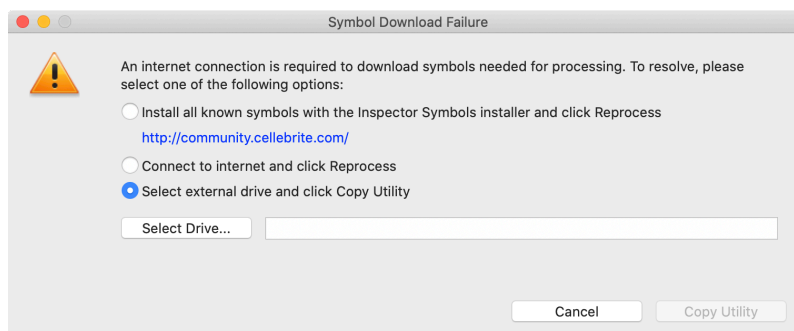 Symbol Download Failure
An internet connection is required to download symbols needed for processing. To resolve, please
select one of the following options:
Install all known symbols with the Inspector Symbols installer and click Reprocess
http://community.cellebrite.com/
Connect to internet and click Reprocess
Select external drive and click Copy Utility
Select Drive...
Cancel
Copy Utility